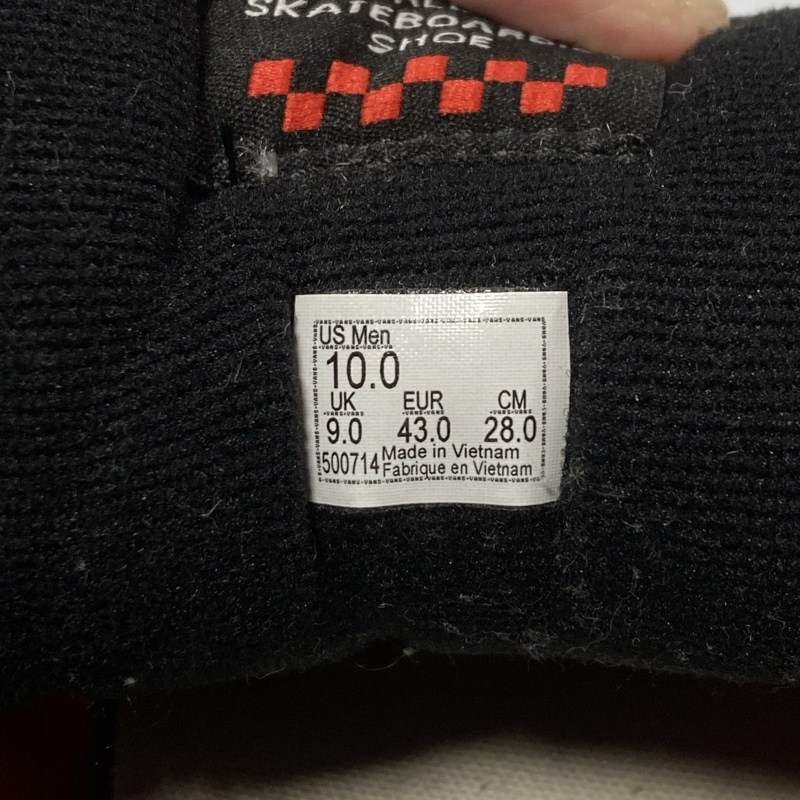 SKATEBOARDING
SHOE
US Men
10.0
UK EUR CM
9.0 43.0 28.0
500714 Made in Vietnam
Fabrique en Vietnam